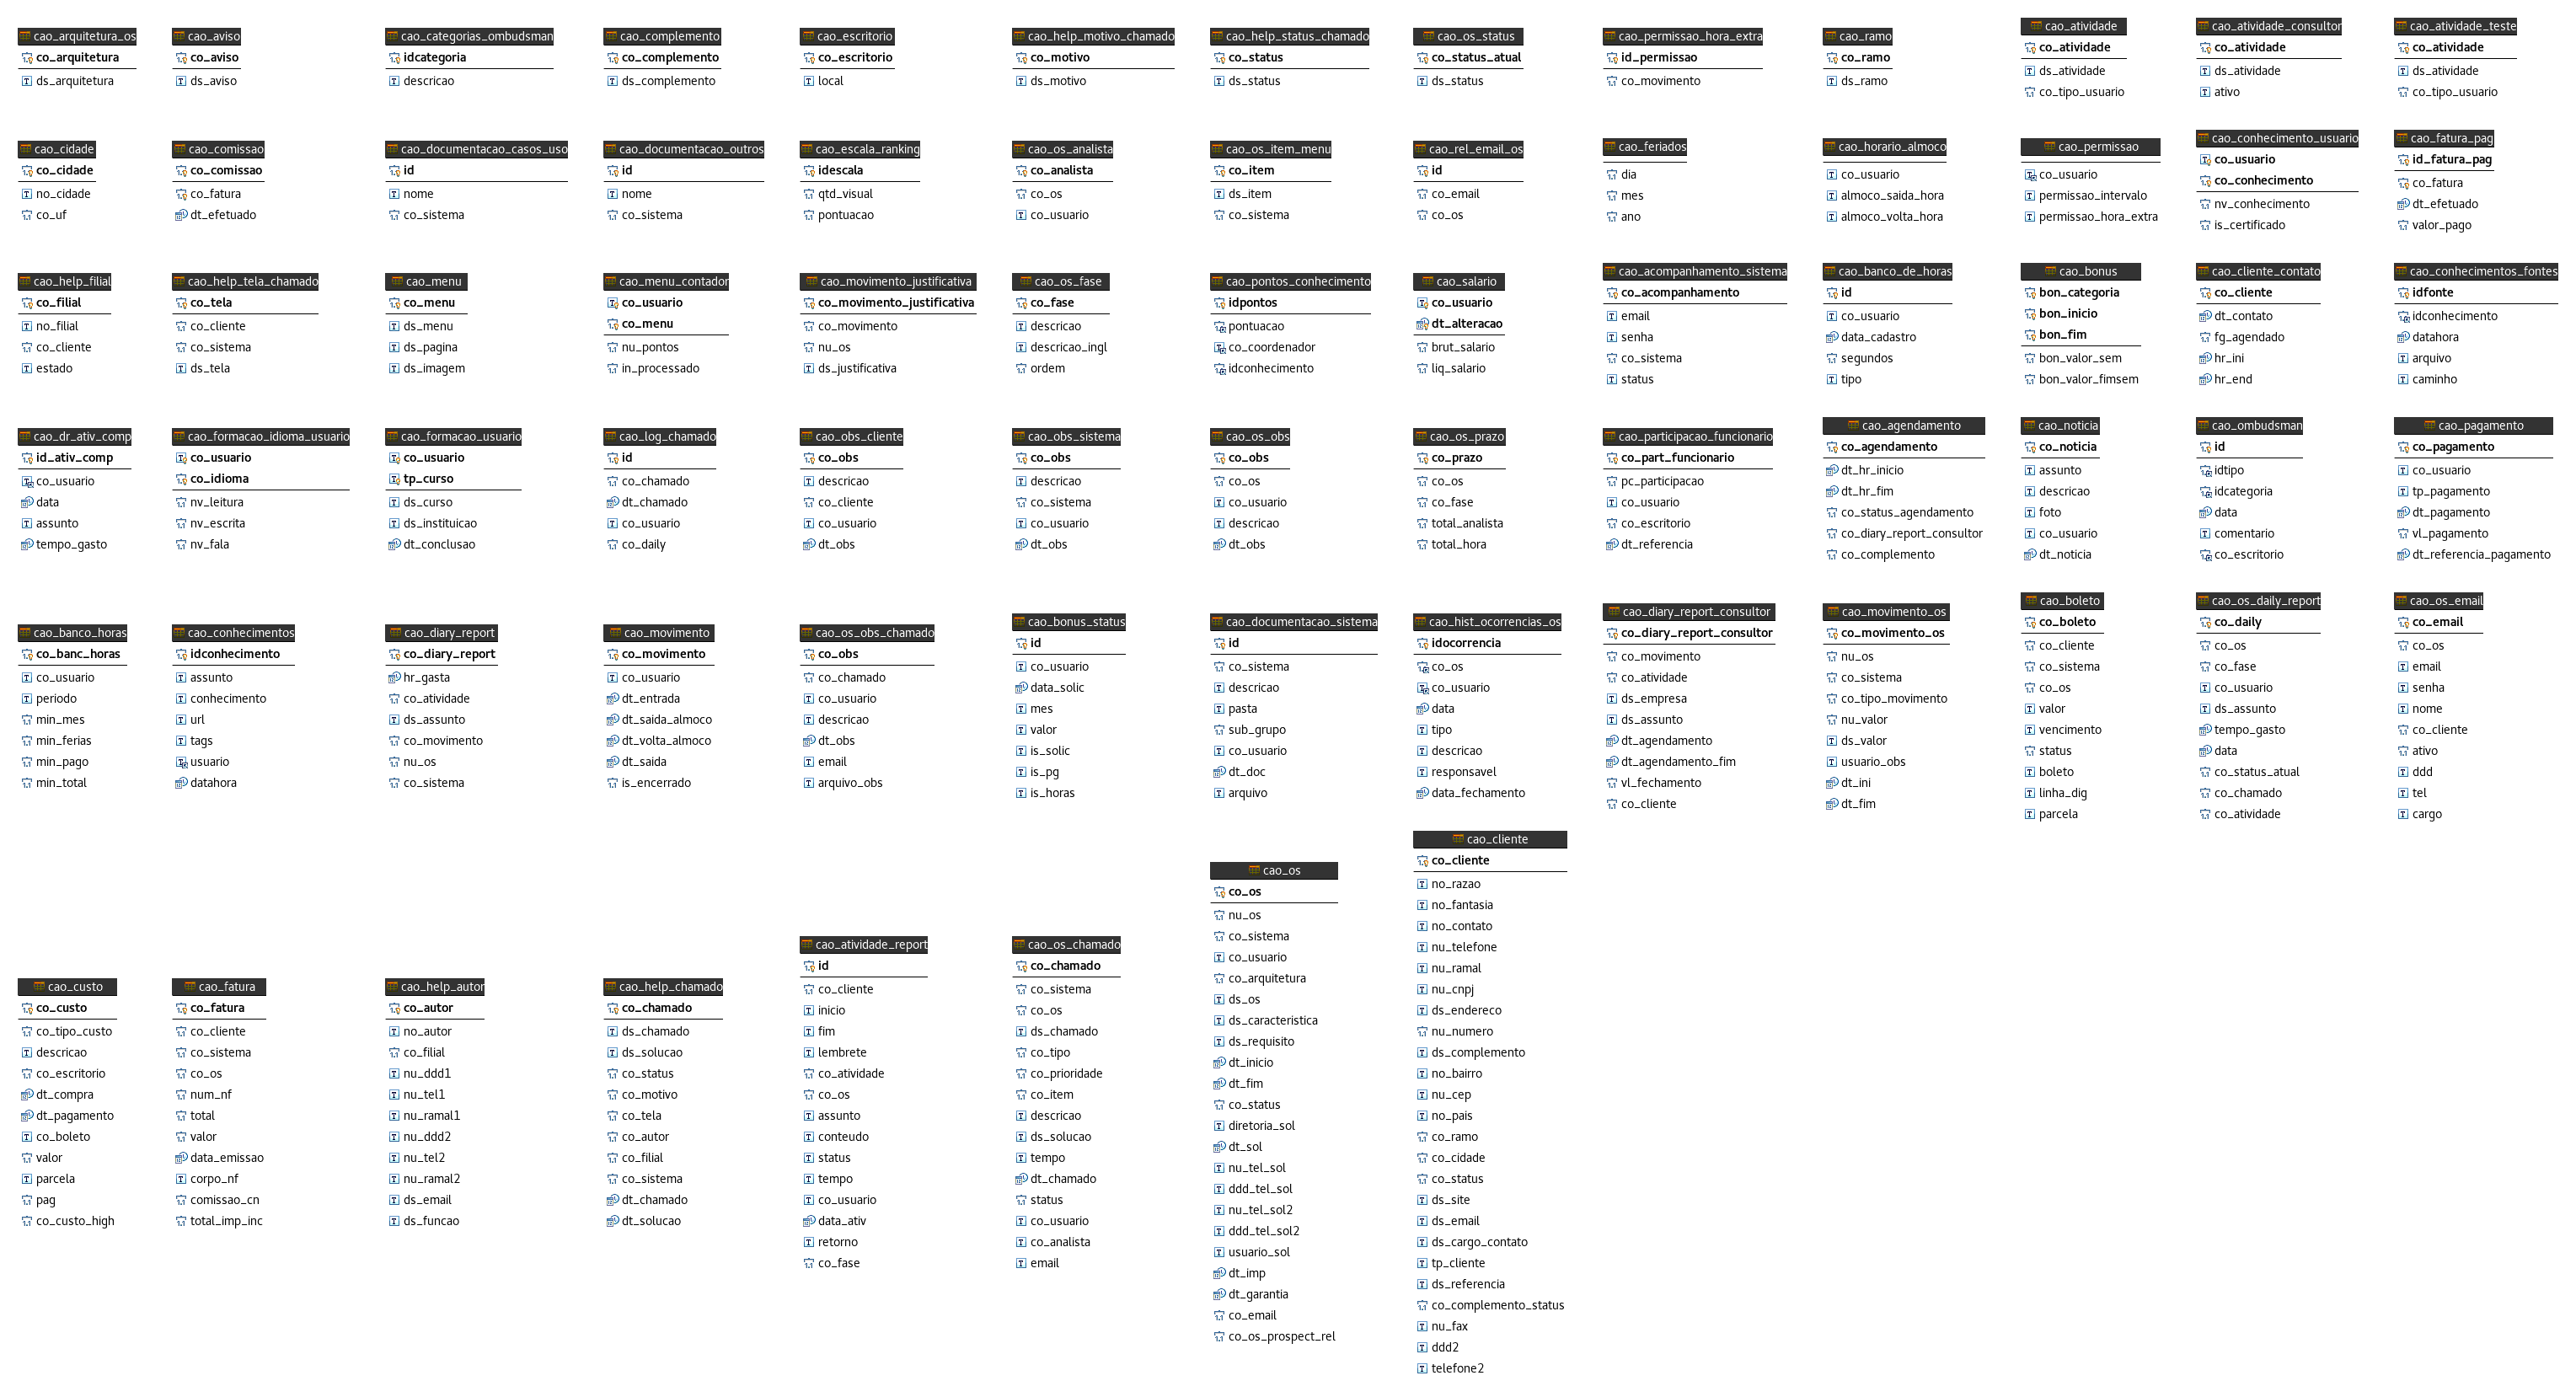 cao_arquitetura_os
co_arquitetura
ds_arquitetura
cao_aviso
co_aviso
ds_aviso
cao_categorias_ombudsman
idcategoria
descricao
cao_complemento
co_complemento
ds_complemento
cao_escritorio
co_escritorio
local
cao_help_motivo_chamado
co_motivo
ds_motivo
cao_help_status_chamado
co_status
ds_status
cao_os_status
co_status_atual
ds_status
cao_permissao_hora_extra
id_permissao
co_movimento
cao_ramo
co_ramo
ds_ramo
cao_atividade
co_atividade
ds_atividade
co_tipo_usuario
cao_atividade_consultor
co_atividade
ds_atividade
ativo
cao_atividade_teste
co_atividade
ds_atividade
co_tipo_usuario
cao_cidade
co_cidade
no_cidade
co_uf
cao_comissao
co_comissao
co_fatura
dt_efetuado
cao_documentacao_casos_uso
id
nome
co_sistema
cao_documentacao_outros
id
nome
co_sistema
cao_escala_ranking
idescala
qtd_visual
pontuacao
cao_os_analista
co_analista
co_os
co_usuario
cao_os_item_menu
co_item
ds_item
co_sistema
cao_rel_email_os
id
co_email
co_os
cao_feriados
dia
mes
ano
cao_horario_almoco
co_usuario
almoco_saida_hora
almoco_volta_hora
cao_permissao
co_usuario
permissao_intervalo
permissao_hora_extra
cao_conhecimento_usuario
co_usuario
co_conhecimento
nv_conhecimento
is_certificado
cao_fatura_pag
id_fatura_pag
co_fatura
dt_efetuado
valor_pago
cao_help_filial
co_filial
no_filial
co_cliente
estado
cao_help_tela_chamado
co_tela
co_cliente
co_sistema
ds_tela
cao_menu
co_menu
ds_menu
ds_pagina
ds_imagem
cao_menu_contador
co_usuario
co_menu
nu_pontos
in_processado
cao_movimento_justificativa
co_movimento_justificativa
co_movimento
nu_os
ds_justificativa
cao_os_fase
co_fase
descricao
descricao_ingl
ordem
cao_pontos_conhecimento
idpontos
pontuacao
co_coordenador
idconhecimento
cao_salario
co_usuario
dt_alteracao
brut_salario
liq_salario
cao_acompanhamento_sistema
co_acompanhamento
email
senha
co_sistema
status
cao_banco_de_horas
id
co_usuario
data_cadastro
segundos
tipo
cao_bonus
bon_categoria
bon_inicio
bon_fim
bon_valor_sem
bon_valor_fimsem
cao_cliente_contato
co_cliente
dt_contato
fg_agendado
hr_ini
hr_end
cao_conhecimentos_fontes
idfonte
idconhecimento
datahora
arquivo
caminho
cao_dr_ativ_comp
id_ativ_comp
co_usuario
data
assunto
tempo_gasto
cao_formacao_idioma_usuario
co_usuario
co_idioma
nv_leitura
nv_escrita
nv_fala
cao_formacao_usuario
co_usuario
tp_curso
ds_curso
ds_instituicao
dt_conclusao
cao_log_chamado
id
co_chamado
dt_chamado
co_usuario
co_daily
cao_obs_cliente
co_obs
descricao
co_cliente
co_usuario
dt_obs
cao_obs_sistema
co_obs
descricao
co_sistema
co_usuario
dt_obs
cao_os_obs
co_obs
co_os
co_usuario
descricao
dt_obs
cao_os_prazo
co_prazo
co_os
co_fase
total_analista
total_hora
cao_participacao_funcionario
co_part_funcionario
pc_participacao
co_usuario
co_escritorio
dt_referencia
cao_agendamento
co_agendamento
dt_hr_inicio
dt_hr_fim
co_status_agendamento
co_diary_report_consultor
co_complemento
cao_noticia
co_noticia
assunto
descricao
foto
co_usuario
dt_noticia
cao_ombudsman
id
idtipo
idcategoria
data
comentario
co_escritorio
cao_pagamento
co_pagamento
co_usuario
tp_pagamento
dt_pagamento
vl_pagamento
dt_referencia_pagamento
cao_banco_horas
co_banc_horas
co_usuario
periodo
min_mes
min_ferias
min_pago
min_total
cao_conhecimentos
idconhecimento
assunto
conhecimento
url
tags
usuario
datahora
cao_diary_report
co_diary_report
hr_gasta
co_atividade
ds_assunto
co_movimento
nu_os
co_sistema
cao_movimento
co_movimento
co_usuario
dt_entrada
dt_saida_almoco
dt_volta_almoco
dt_saida
is_encerrado
cao_os_obs_chamado
co_obs
co_chamado
co_usuario
descricao
dt_obs
email
arquivo_obs
cao_bonus_status
id
co_usuario
data_solic
mes
valor
is_solic
is_pg
is_horas
cao_documentacao_sistema
id
co_sistema
descricao
pasta
sub_grupo
co_usuario
dt_doc
arquivo
cao_hist_ocorrencias_os
idocorrencia
co_os
co_usuario
data
tipo
descricao
responsavel
data_fechamento
cao_diary_report_consultor
co_diary_report_consultor
co_movimento
co_atividade
ds_empresa
ds_assunto
dt_agendamento
dt_agendamento_fim
vl_fechamento
co_cliente
cao_movimento_os
co_movimento_os
nu_os
co_sistema
co_tipo_movimento
nu_valor
ds_valor
usuario_obs
dt_ini
dt_fim
cao_boleto
co_boleto
co_cliente
co_sistema
co_os
valor
vencimento
status
boleto
linha_dig
parcela
cao_os_daily_report
co_daily
co_os
co_fase
co_usuario
ds_assunto
tempo_gasto
data
co_status_atual
co_chamado
co_atividade
cao_os_email
co_email
co_os
email
senha
nome
co_cliente
ativo
ddd
tel
cargo
cao_custo
co_custo
co_tipo_custo
descricao
co_escritorio
dt_compra
dt_pagamento
co_boleto
valor
parcela
pag
co_custo_high
cao_fatura
co_fatura
co_cliente
co_sistema
co_os
num_nf
total
valor
data_emissao
corpo_nf
comissao_cn
total_imp_inc
cao_help_autor
co_autor
no_autor
co_filial
nu_ddd1
nu_tel1
nu_ramal1
nu_ddd2
nu_tel2
nu_ramal2
ds_email
ds_funcao
cao_help_chamado
co_chamado
ds_chamado
ds_solucao
co_status
co_motivo
co_tela
co_autor
co_filial
co_sistema
dt_chamado
dt_solucao
cao_atividade_report
id
co_cliente
inicio
fim
lembrete
co_atividade
co_os
assunto
conteudo
status
tempo
co_usuario
data_ativ
retorno
co_fase
cao_os_chamado
co_chamado
co_sistema
co_os
ds_chamado
co_tipo
co_prioridade
co_item
descricao
ds_solucao
tempo
dt_chamado
status
co_usuario
co_analista
email
cao_os
co_os
nu_os
co_sistema
co_usuario
co_arquitetura
ds_os
ds_caracteristica
ds_requisito
dt_inicio
dt_fim
co_status
diretoria_sol
dt_sol
nu_tel_sol
ddd_tel_sol
nu_tel_sol2
ddd_tel_sol2
usuario_sol
dt_imp
dt_garantia
co_email
co_os_prospect_rel
cao_cliente
co_cliente
no_razao
no_fantasia
no_contato
nu_telefone
nu_ramal
nu_cnpj
ds_endereco
nu_numero
ds_complemento
no_bairro
nu_cep
no_pais
co_ramo
co_cidade
co_status
ds_site
ds_email
ds_cargo_contato
tp_cliente
ds_referencia
co_complemento_status
nu_fax
ddd2
telefone2